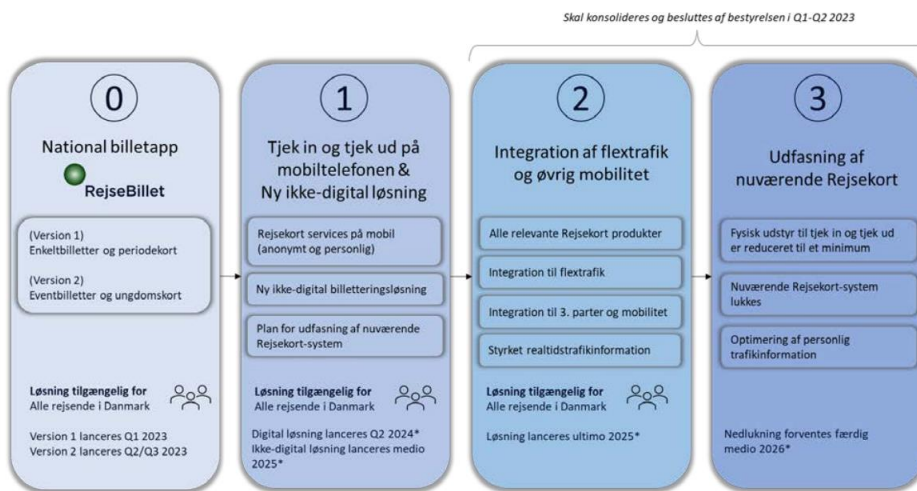 Skal konsolideres og besluttes af bestyrelsen i Q1-Q2 2023
0
National billetapp
RejseBillet
(Version 1)
Enkeltbilletter og periodekort
(Version 2)
Eventbilletter og ungdomskort
Løsning tilgængelig for
Alle rejsende i Danmark
Version 1 lanceres Q1 2023
Version 2 lanceres Q2/Q3 2023
1
Tjek in og tjek ud på
mobiltelefonen &
Ny ikke-digital løsning
Rejsekort services på mobil
(anonymt og personlig)
Ny ikke-digital billetteringsløsning
Plan for udfasning af nuværende
Rejsekort-system
Løsning tilgængelig for
Alle rejsende i Danmark
Digital løsning lanceres Q2 2024*
Ikke-digital løsning lanceres medio
2025*
2
Integration af flextrafik
og øvrig mobilitet
Alle relevante Rejsekort produkter
Integration til flextrafik
Integration til 3. parter og mobilitet
Styrket realtidstrafikinformation
Løsning tilgængelig for
Alle rejsende i Danmark
Løsning lanceres ultimo 2025*
3
Udfasning af
nuværende Rejsekort
Fysisk udstyr til tjek in og tjek ud
er reduceret til et minimum
Nuværende Rejsekort-system
lukkes
Optimering af personlig
trafikinformation
Nedlukning forventes færdig
medio 2026*